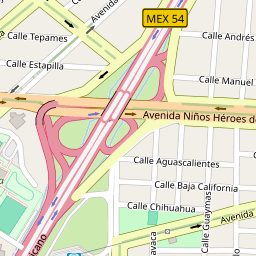 MEX 54
Avenida
Calle Tepames
Calle Andrés
Calle Estapilla
Calle Manuel
Avenida Niños Héroes de
Calle Aguascalientes
Calle Baja California
Calle Chihuahua
Avenida
Calle Guaymas